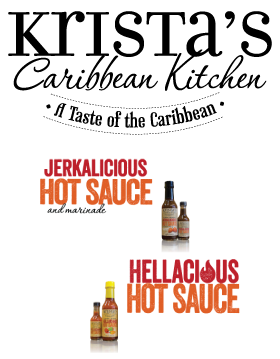 KRISTA'S
Caribbean Kitchen
• A Taste of the Caribbean •
JERKALICIOUS
HOT SAUCE
and marinade
HELLACIOUS
HOT SAUCE